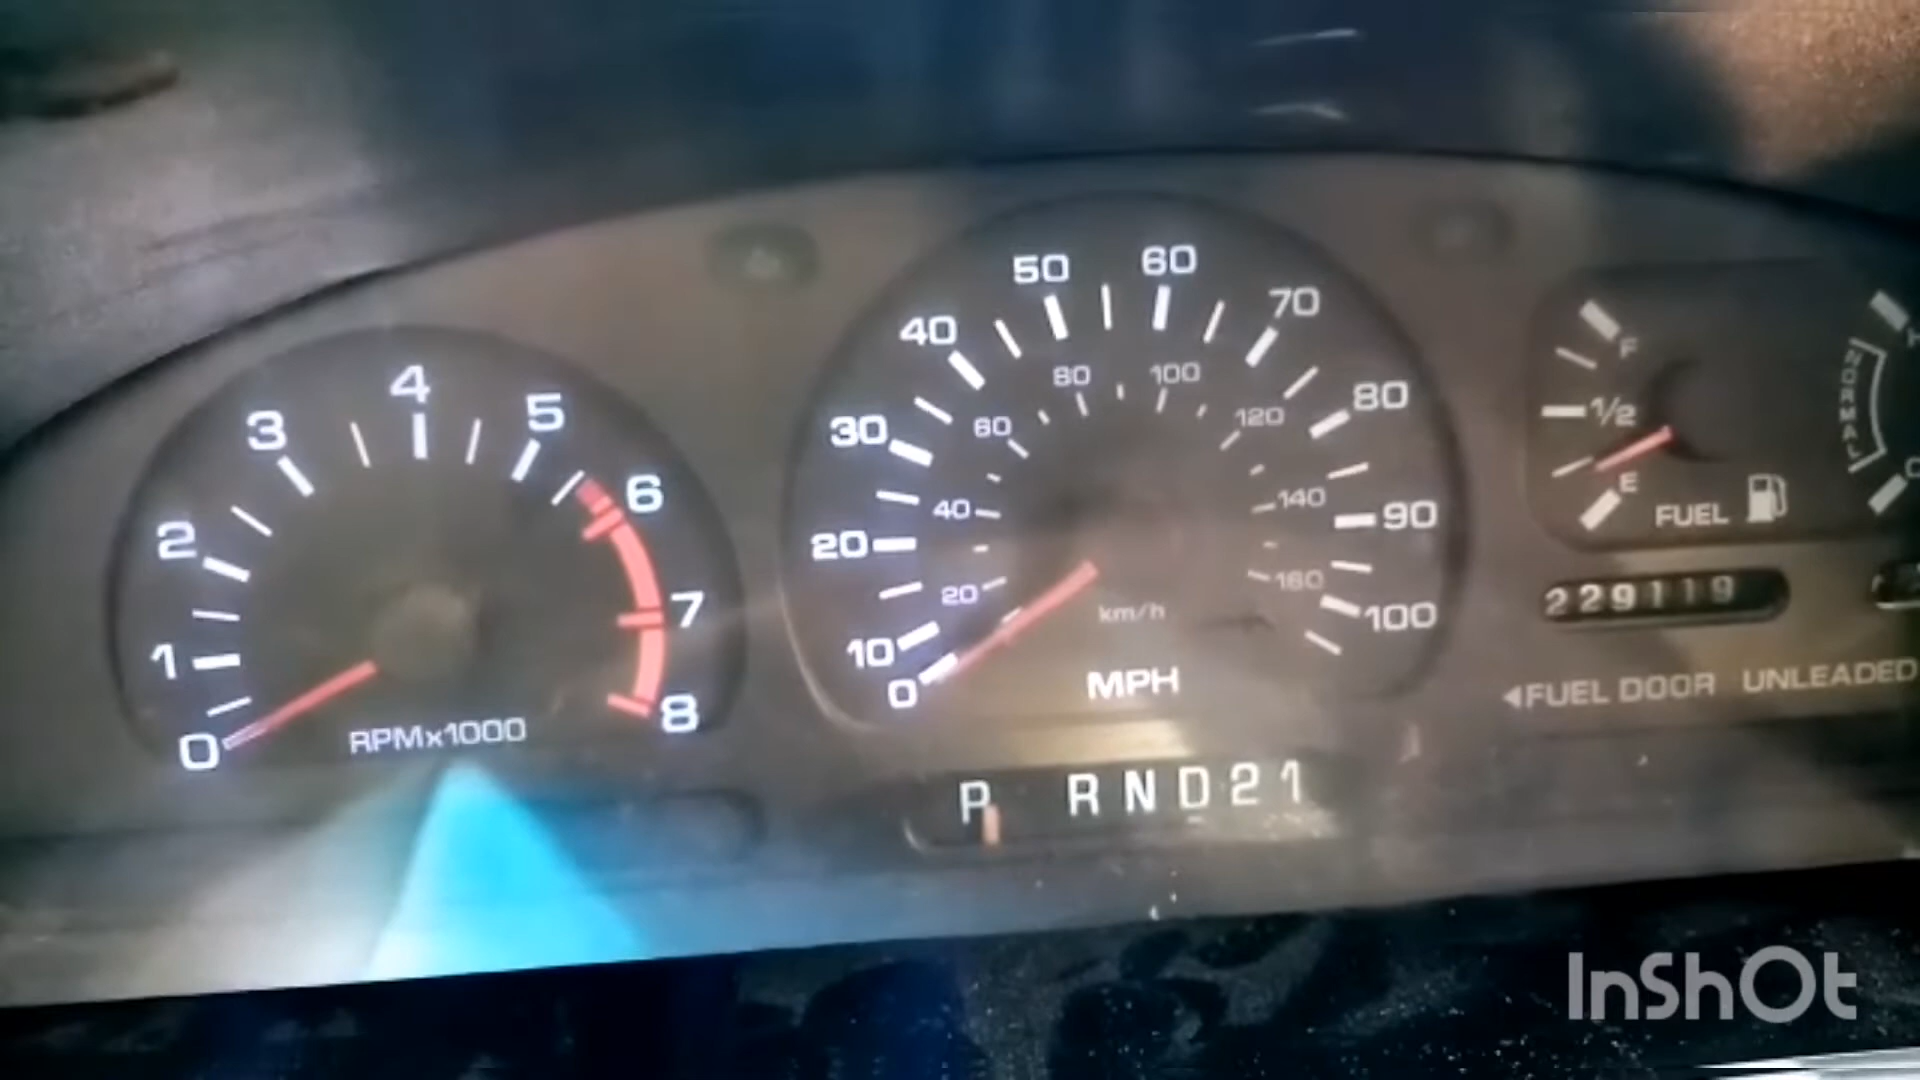 0 1 2 3 4 5 6 7 8
RPMx1000
0 10 20 30 40 50 60 70 80 90 100
20 40 60 80 100 120 140 160
km/h
MPH
P RND21
F
1/2
E
FUEL
NORMAL
H
C
229119
◄FUEL DOOR UNLEADED
InShOt